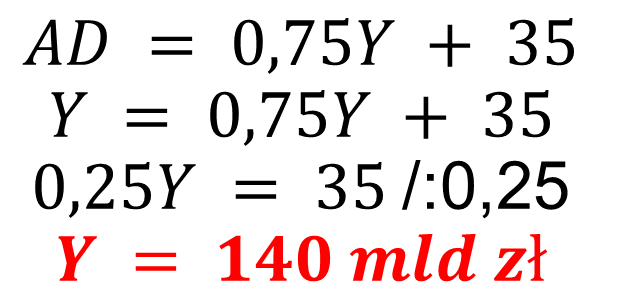 AD = 0,75Y + 35
Y = 0,75Y + 35
0,25Y = 35 /:0,25
Y = 140 mld zł